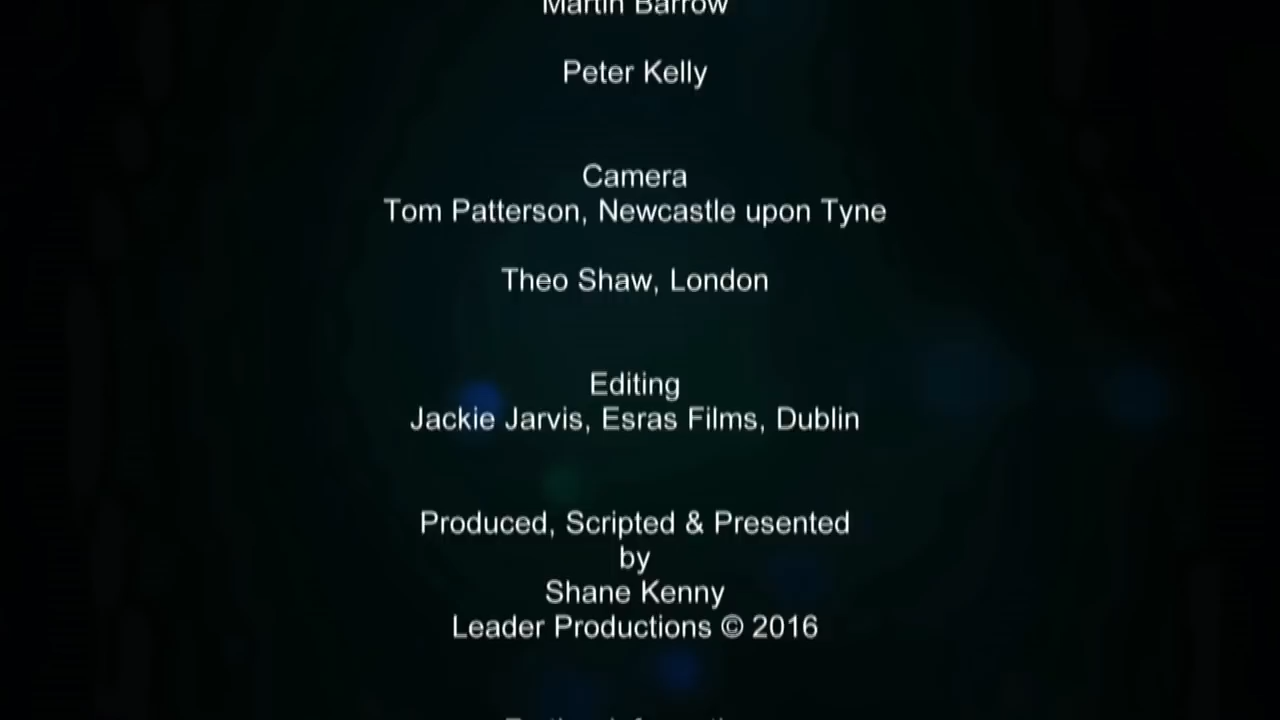 Martin Barrow
Peter Kelly
Camera
Tom Patterson, Newcastle upon Tyne
Theo Shaw, London
Editing
Jackie Jarvis, Esras Films, Dublin
Produced, Scripted & Presented
by
Shane Kenny
Leader Productions © 2016